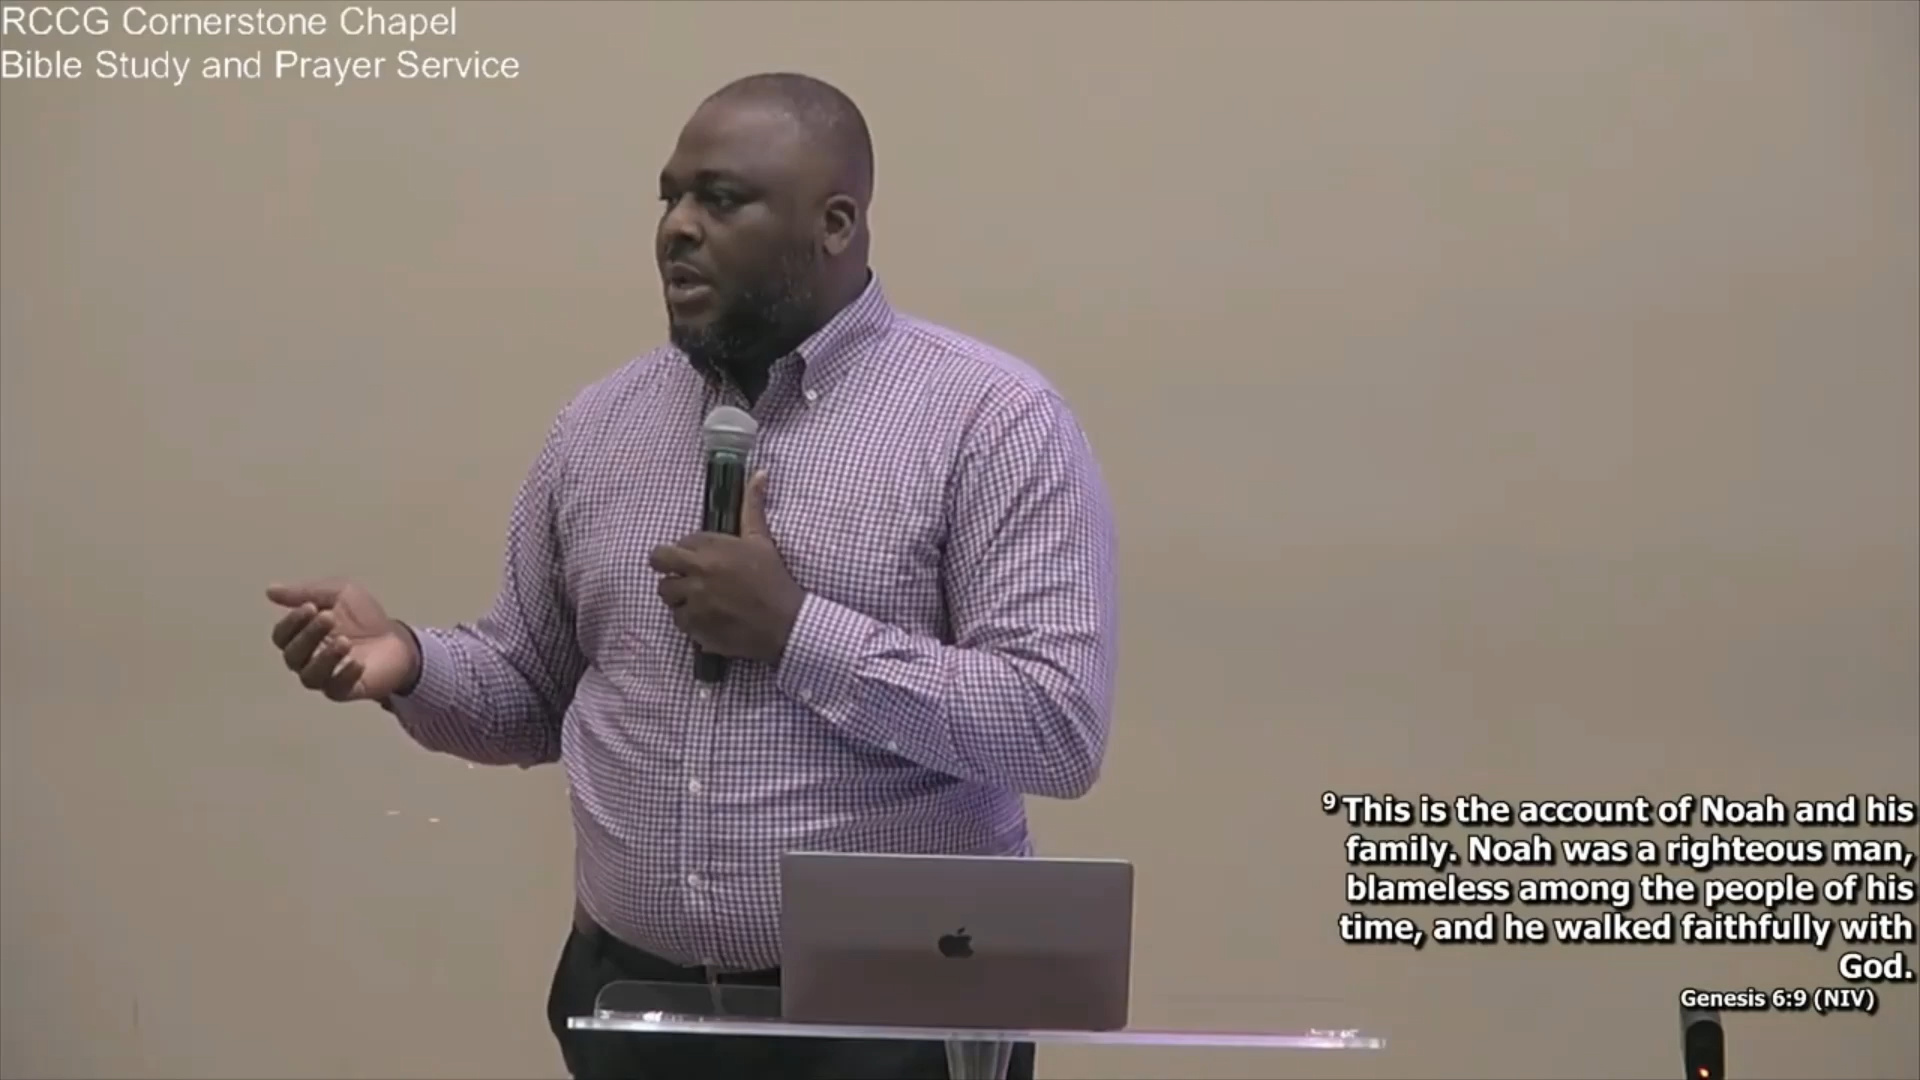 RCCG Cornerstone Chapel
Bible Study and Prayer Service
9 This is the account of Noah and his
family. Noah was a righteous man,
blameless among the people of his
time, and he walked faithfully with
God.
Genesis 6:9 (NIV)